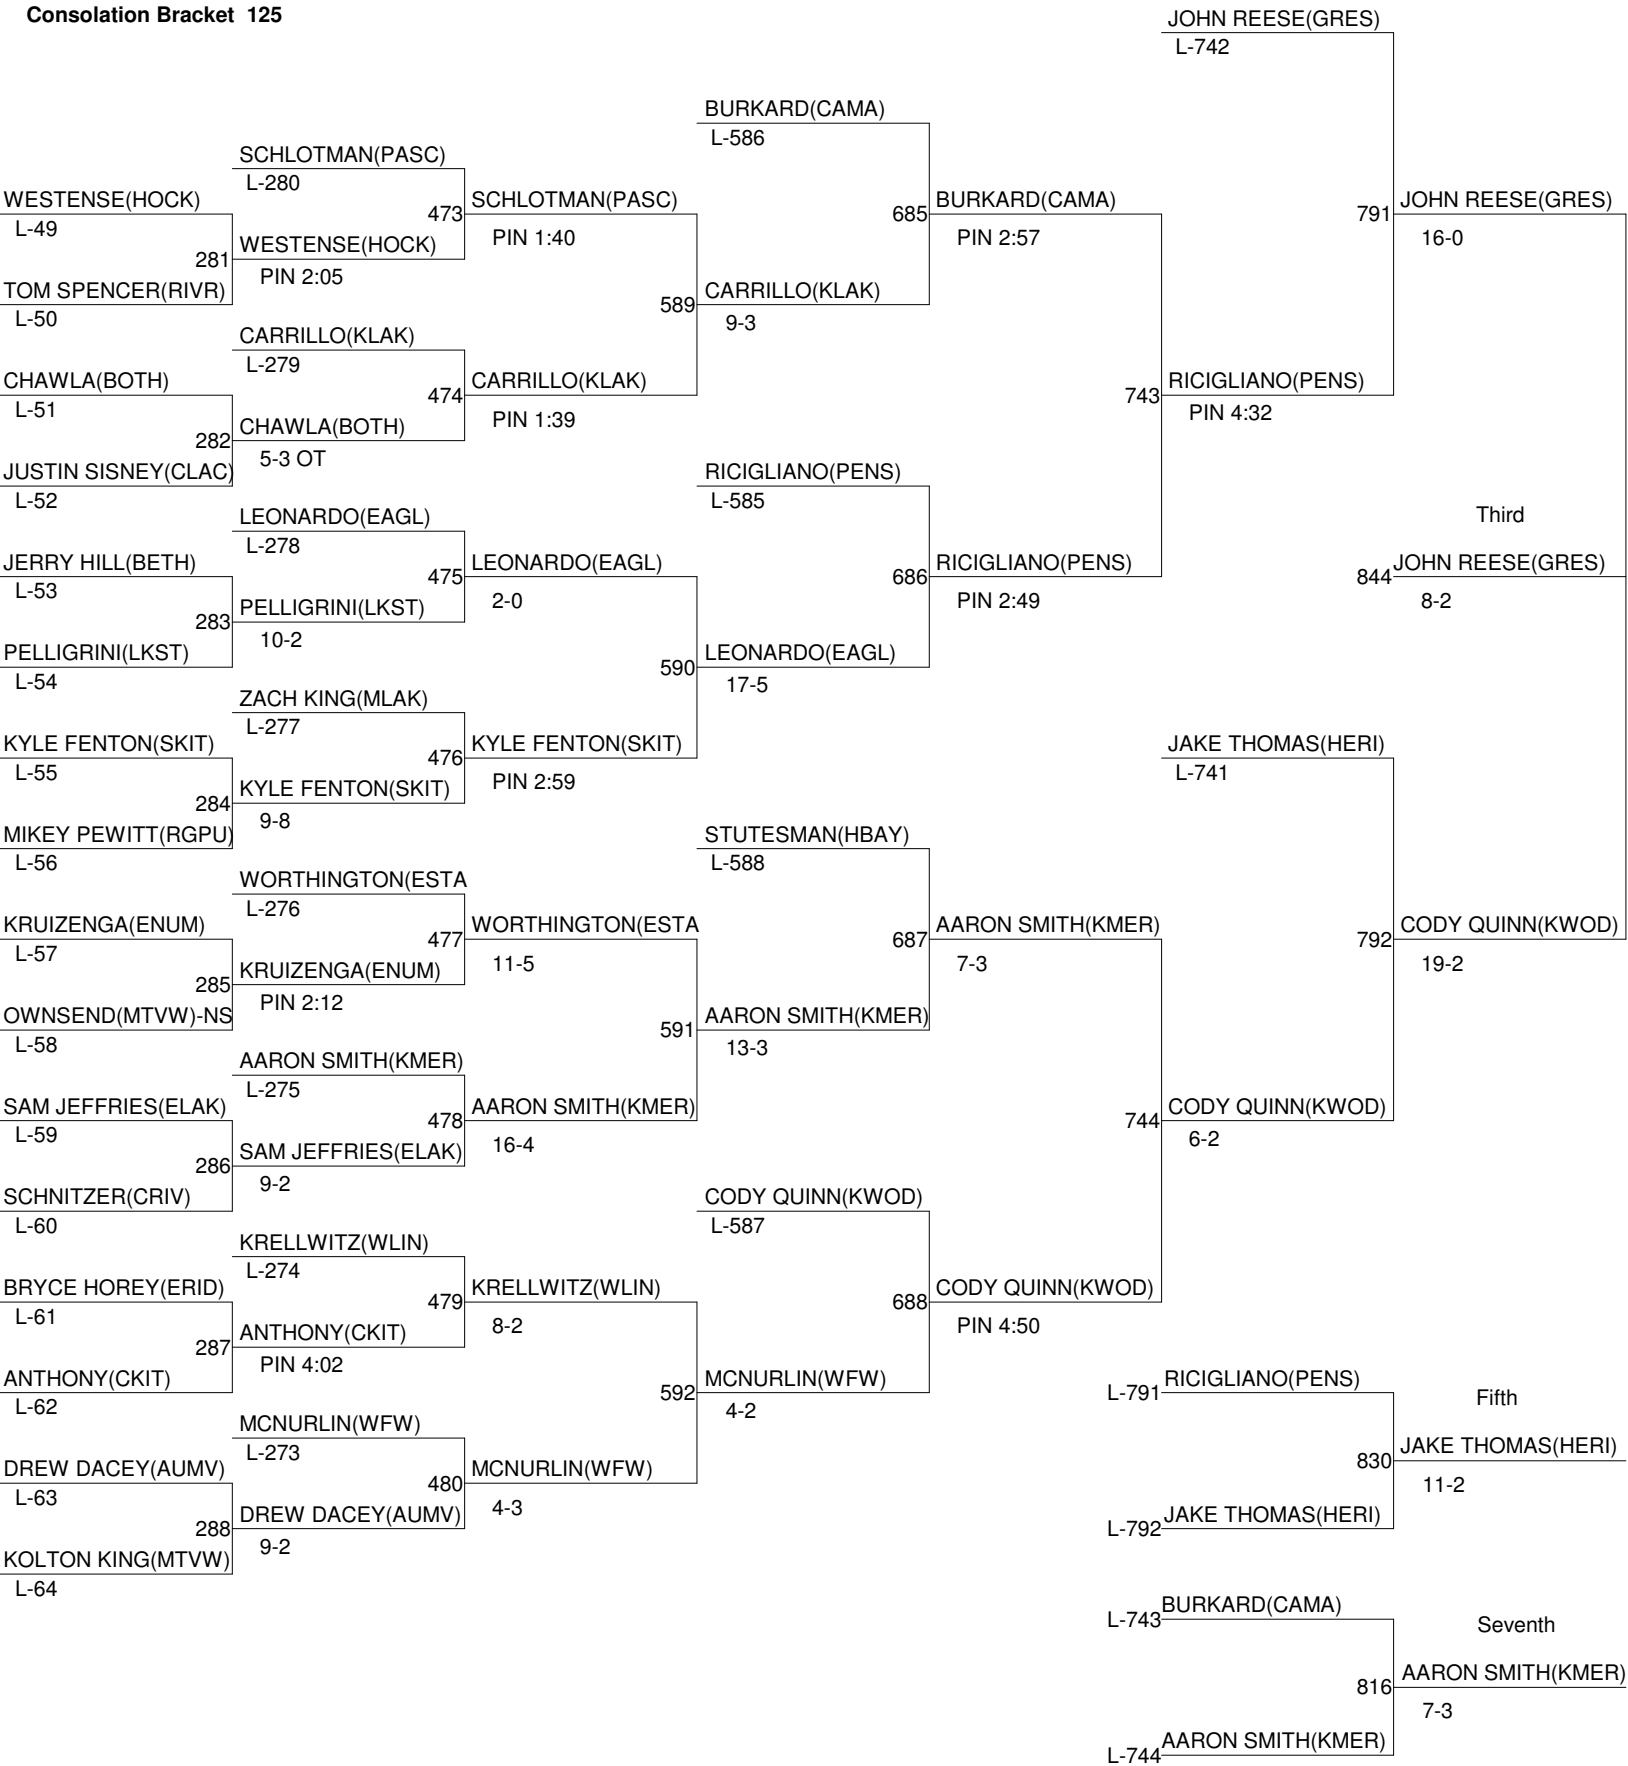 Consolation Bracket 125
WESTENSE(HOCK)
L-49
TOM SPENCER(RIVR)
L-50
CHAWLA(BOTH)
L-51
JUSTIN SISNEY(CLAC)
L-52
JERRY HILL(BETH)
L-53
PELLIGRINI(LKST)
L-54
KYLE FENTON(SKIT)
L-55
MIKEY PEWITT(RGPU)
L-56
KRUIZENGA(ENUM)
L-57
OWNSEND(MTVW)-NS
L-58
SAM JEFFRIES(ELAK)
L-59
SCHNITZER(CRIV)
L-60
BRYCE HOREY(ERID)
L-61
ANTHONY(CKIT)
L-62
DREW DACEY(AUMV)
L-63
KOLTON KING(MTVW)
L-64
SCHLOTMAN(PASC)
L-280
281
WESTENSE(HOCK)
PIN 2:05
CARRILLO(KLAK)
L-279
282
CHAWLA(BOTH)
5-3 OT
LEONARDO(EAGL)
L-278
283
PELLIGRINI(LKST)
10-2
ZACH KING(MLAK)
L-277
284
KYLE FENTON(SKIT)
9-8
WORTHINGTON(ESTA
L-276
285
KRUIZENGA(ENUM)
PIN 2:12
AARON SMITH(KMER)
L-275
286
SAM JEFFRIES(ELAK)
9-2
KRELLWITZ(WLIN)
L-274
287
ANTHONY(CKIT)
PIN 4:02
MCNURLIN(WFW)
L-273
288
DREW DACEY(AUMV)
9-2
473
SCHLOTMAN(PASC)
PIN 1:40
474
CARRILLO(KLAK)
PIN 1:39
475
LEONARDO(EAGL)
2-0
476
KYLE FENTON(SKIT)
PIN 2:59
477
WORTHINGTON(ESTA
11-5
478
AARON SMITH(KMER)
16-4
479
KRELLWITZ(WLIN)
8-2
480
MCNURLIN(WFW)
4-3
BURKARD(CAMA)
L-586
589
CARRILLO(KLAK)
9-3
RICIGLIANO(PENS)
L-585
590
LEONARDO(EAGL)
17-5
STUTESMAN(HBAY)
L-588
591
AARON SMITH(KMER)
13-3
CODY QUINN(KWOD)
L-587
592
MCNURLIN(WFW)
4-2
685
BURKARD(CAMA)
PIN 2:57
686
RICIGLIANO(PENS)
PIN 2:49
687
AARON SMITH(KMER)
7-3
688
CODY QUINN(KWOD)
PIN 4:50
JOHN REESE(GRES)
L-742
743
RICIGLIANO(PENS)
PIN 4:32
JAKE THOMAS(HERI)
L-741
744
CODY QUINN(KWOD)
6-2
791
JOHN REESE(GRES)
16-0
Third
844
JOHN REESE(GRES)
8-2
792
CODY QUINN(KWOD)
19-2
L-791
RICIGLIANO(PENS)
L-792
JAKE THOMAS(HERI)
Fifth
830
JAKE THOMAS(HERI)
11-2
L-743
BURKARD(CAMA)
L-744
AARON SMITH(KMER)
Seventh
816
AARON SMITH(KMER)
7-3